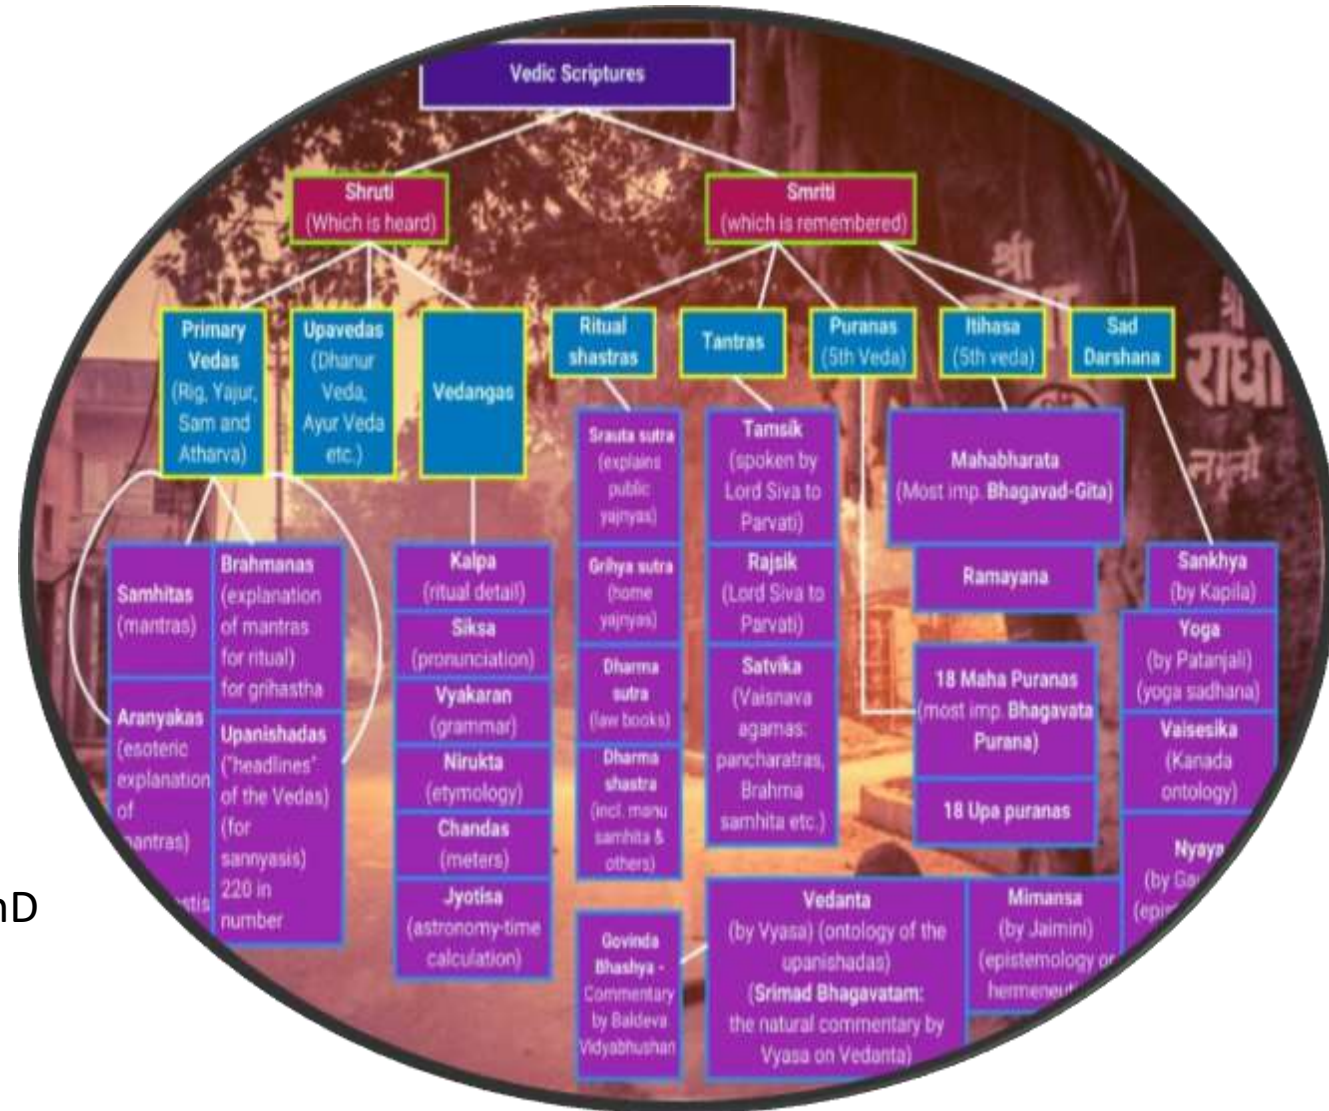 Vedic Scriptures
Shruti
(Which is heard)
Smriti
(which is remembered)
Primary
Vedas
(Rig, Yajur,
Sam and
Atharva)
Upavedas
(Dhanur
Veda,
Ayur Veda
etc.)
Vedangas
Ritual
shastras
Tantras
Puranas
(5th Veda)
Itihasa
(5th veda)
Sad
Darshana
Samhitas
(mantras)
Brahmanas
(explanation
of mantras
for ritual)
for grihastha
Aranyakas
(esoteric
explanation
of
Upanishadas
("headlines"
of the Vedas)
(for
sannyasis)
220 in
number
Kalpa
(ritual detail)
Siksa
(pronunciation)
Vyakaran
(grammar)
Nirukta
(etymology)
Chandas
(meters)
Jyotisa
(astronomy-time
calculation)
Srauta sutra
(explains
public
yajnyas)
Grihya sutra
(home
yajnyas)
Dharma
sutra
(law books)
Dharma
shastra
(incl. manu
samhita &
others)
Tamsik
(spoken by
Lord Siva to
Parvati)
Rajsik
(Lord Siva to
Parvati)
Satvika
(Vaisnava
agamas:
pancharatras,
Brahma
samhita etc.)
Mahabharata
(Most imp. Bhagavad-Gita)
Ramayana
18 Maha Puranas
(most imp. Bhagavata
Purana)
18 Upa puranas
Sankhya
(by Kapila)
Yoga
(by Patanjali)
(yoga sadhana)
Vaisesika
(Kanada
ontology)
Nyaya
(by
Mimansa
(by Jaimini)
(epistemology or
Vedanta
(by Vyasa) (ontology of the
upanishadas)
(Srimad Bhagavatam:
the natural commentary by
Vyasa on Vedanta)
Govinda
Bhashya -
Commentary
by Baldeva
Vidyabhushan
श्री
राधा